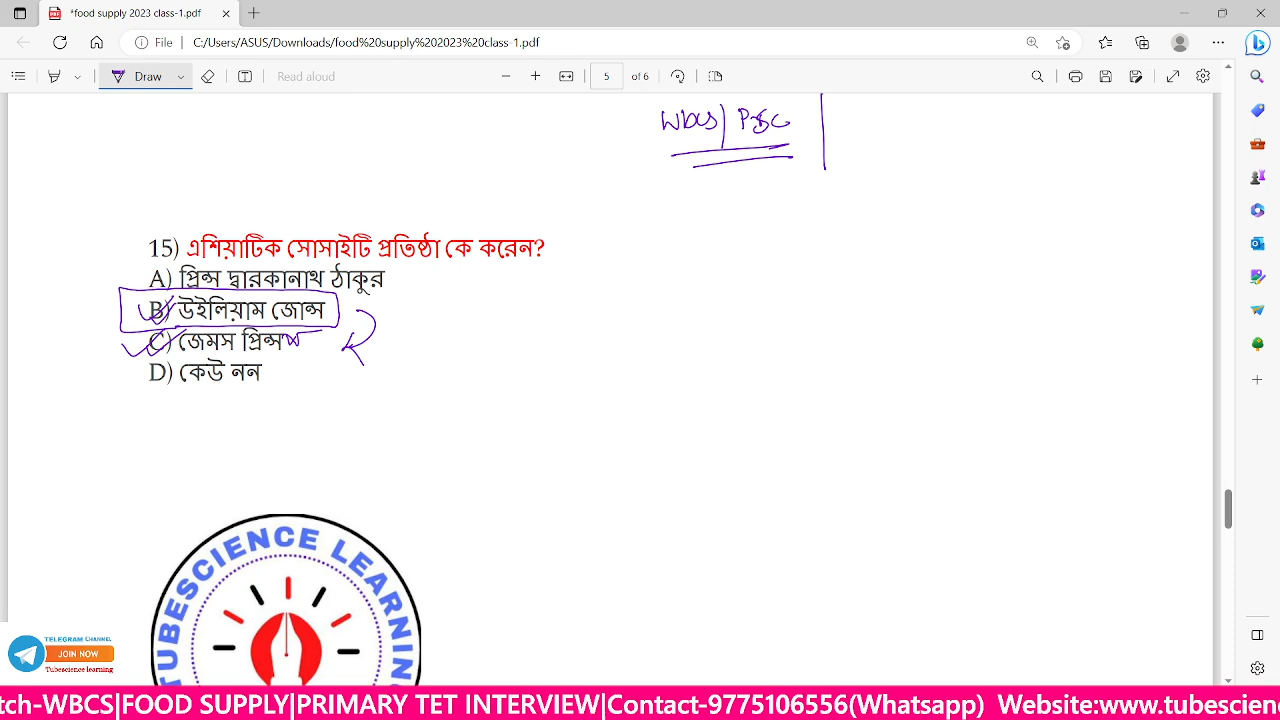 *food supply 2023 class-1.pdf
File C:/Users/ASUS/Downloads/food%20supply%202023%20class-1.pdf
Draw Read aloud 5 of 6
Wbcs| Psc
15) এশিয়াটিক সোসাইটি প্রতিষ্ঠা কে করেন?
A) প্রিন্স দ্বারকানাথ ঠাকুর
B) উইলিয়াম জোন্স
C) জেমস প্রিন্স
D) কেউ নন
TUBESCIENCE LEARNING
TELEGRAM CHANNEL
JOIN NOW
Tubescience learning
tch-WBCS|FOOD SUPPLY|PRIMARY TET INTERVIEW|Contact-9775106556(Whatsapp) Website:www.tubescien